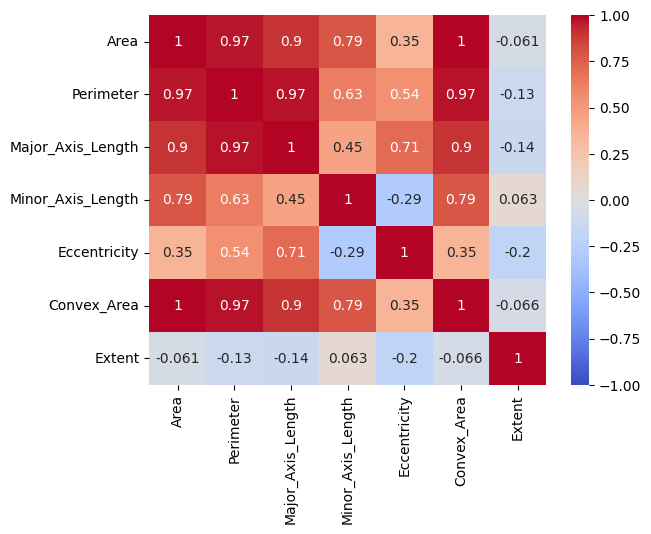 Area 1 0.97 0.9 0.79 0.35 1 -0.061
Perimeter 0.97 1 0.97 0.63 0.54 0.97 -0.13
Major_Axis_Length 0.9 0.97 1 0.45 0.71 0.9 -0.14
Minor_Axis_Length 0.79 0.63 0.45 1 -0.29 0.79 0.063
Eccentricity 0.35 0.54 0.71 -0.29 1 0.35 -0.2
Convex_Area 1 0.97 0.9 0.79 0.35 1 -0.066
Extent -0.061 -0.13 -0.14 0.063 -0.2 -0.066 1
Area
Perimeter
Major_Axis_Length
Minor_Axis_Length
Eccentricity
Convex_Area
Extent
1.00
0.75
0.50
0.25
0.00
−0.25
−0.50
−0.75
−1.00